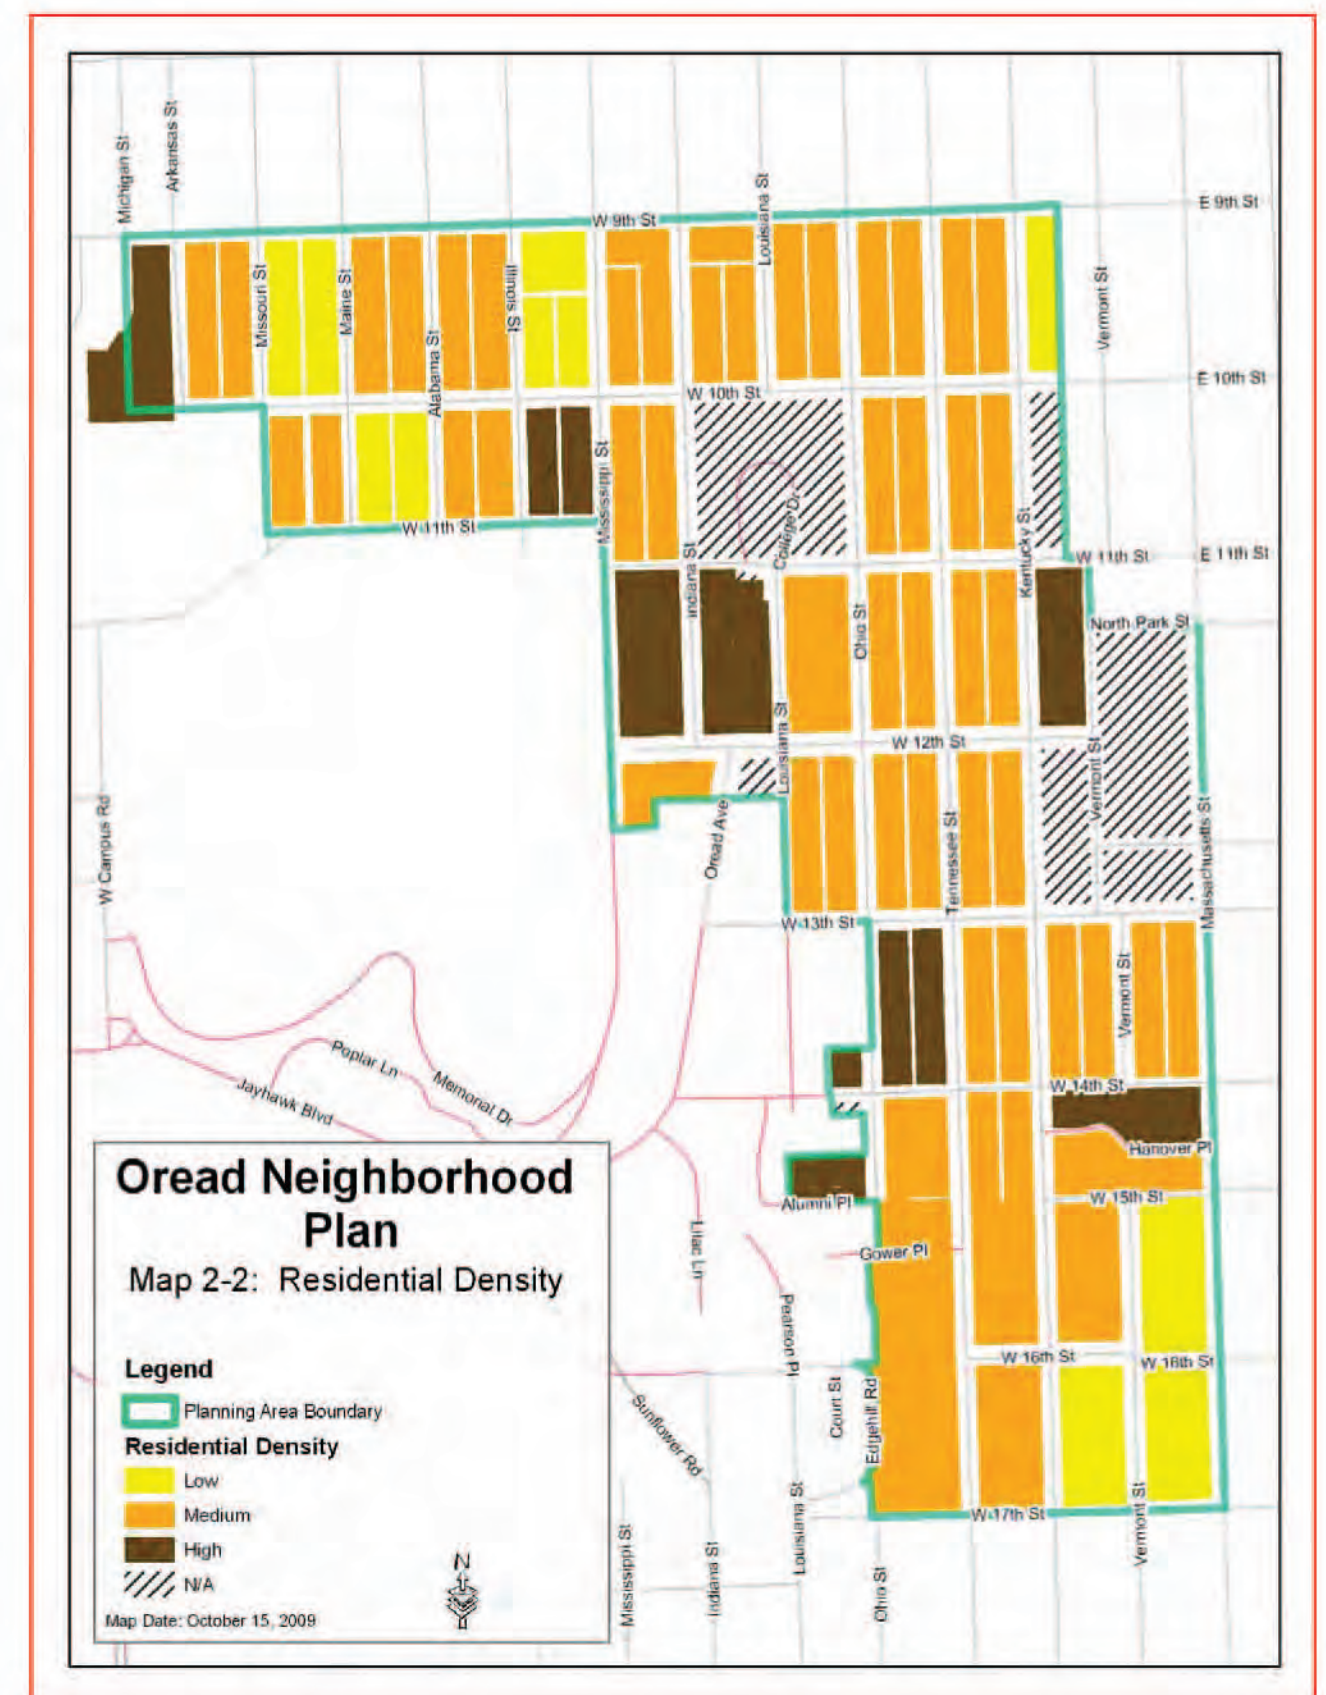 Michigan St
Arkansas St
Louisiana St
E 9th St
W 9th St
Missouri St
Maine St
Alabama St
Illinois St
Louisiana St
Vermont St
E 10th St
W 10th St
Mississippi St
College Dr
Kentucky St
W 11th St
W 11th St
E 11th St
Indiana St
Ohio St
North Park St
Louisiana St
W 12th St
Vermont St
W Campus Rd
Oread Ave
Tennessee St
Massachusetts St
W 13th St
Vermont St
Poplar Ln
Memorial Dr
Jayhawk Blvd
W 14th St
Hanover Pl
Alumni Pl
W 15th St
Lilac Ln
Gower Pl
Pearson Pl
W 16th St
W 16th St
Sunflower Rd
Court St
Edgehill Rd
Louisiana St
W 17th St
Vermont St
Mississippi St
Indiana St
Ohio St
Oread Neighborhood
Plan
Map 2-2: Residential Density
Legend
Planning Area Boundary
Residential Density
Low
Medium
High
N/A
N
Map Date: October 15, 2009